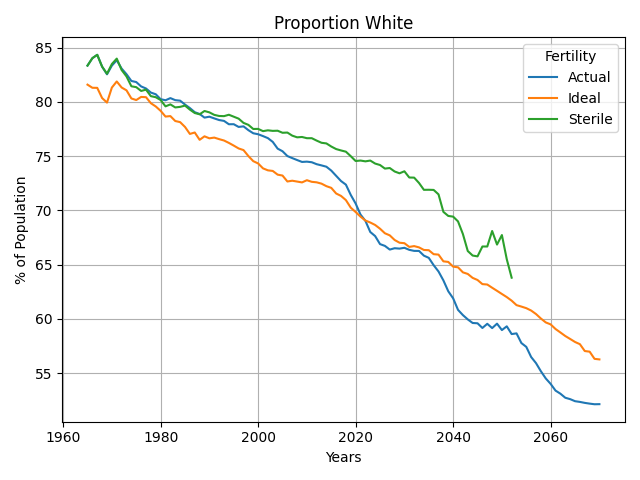 Proportion White
Fertility
Actual
Ideal
Sterile
% of Population
85
80
75
70
65
60
55
1960 1980 2000 2020 2040 2060
Years